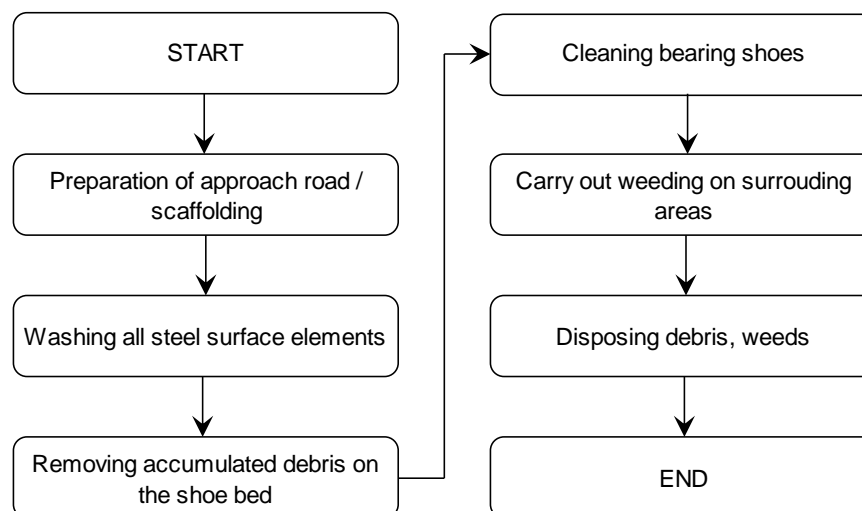 START
Preparation of approach road /
scaffolding
Washing all steel surface elements
Removing accumulated debris on
the shoe bed
Cleaning bearing shoes
Carry out weeding on surrouding
areas
Disposing debris, weeds
END